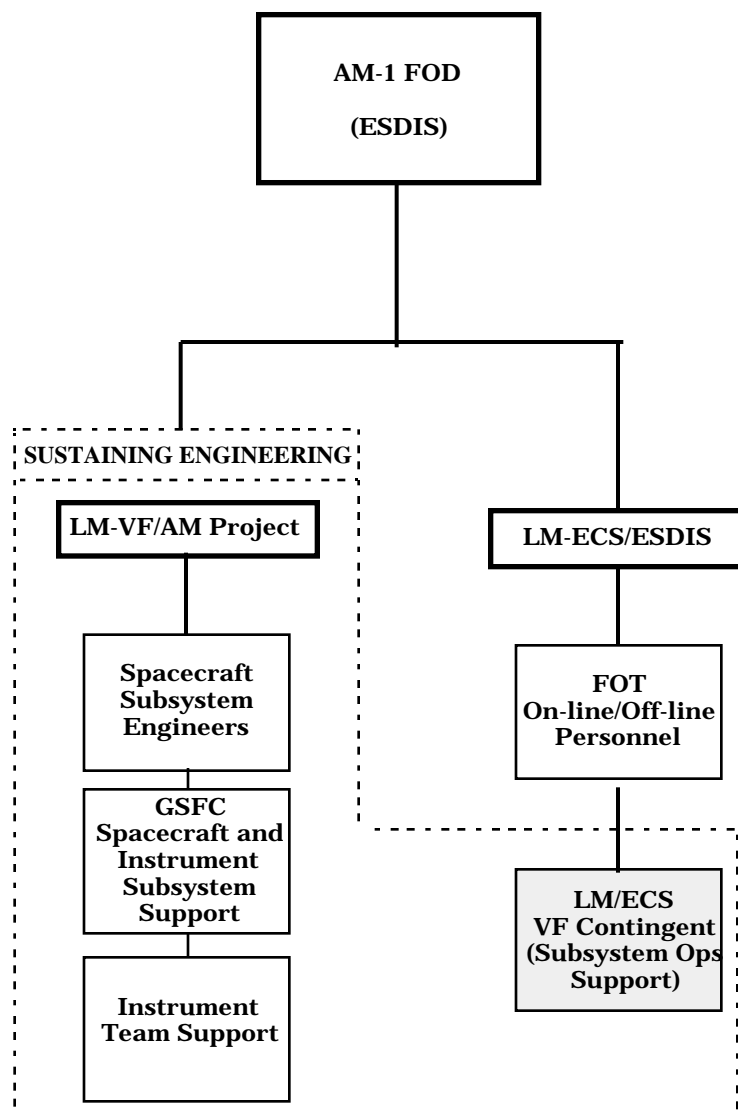 AM-1 FOD
(ESDIS)
SUSTAINING ENGINEERING
LM-VF/AM Project
Spacecraft
Subsystem
Engineers
GSFC
Spacecraft and
Instrument
Subsystem
Support
Instrument
Team Support
LM-ECS/ESDIS
FOT
On-line/Off-line
Personnel
LM/ECS
VF Contingent
(Subsystem Ops
Support)